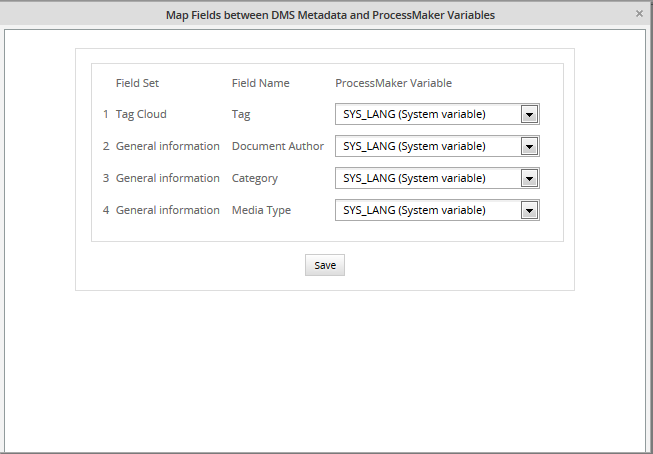 Map Fields between DMS Metadata and ProcessMaker Variables
Field Set Field Name ProcessMaker Variable
1 Tag Cloud Tag SYS_LANG (System variable)
2 General information Document Author SYS_LANG (System variable)
3 General information Category SYS_LANG (System variable)
4 General information Media Type SYS_LANG (System variable)
Save